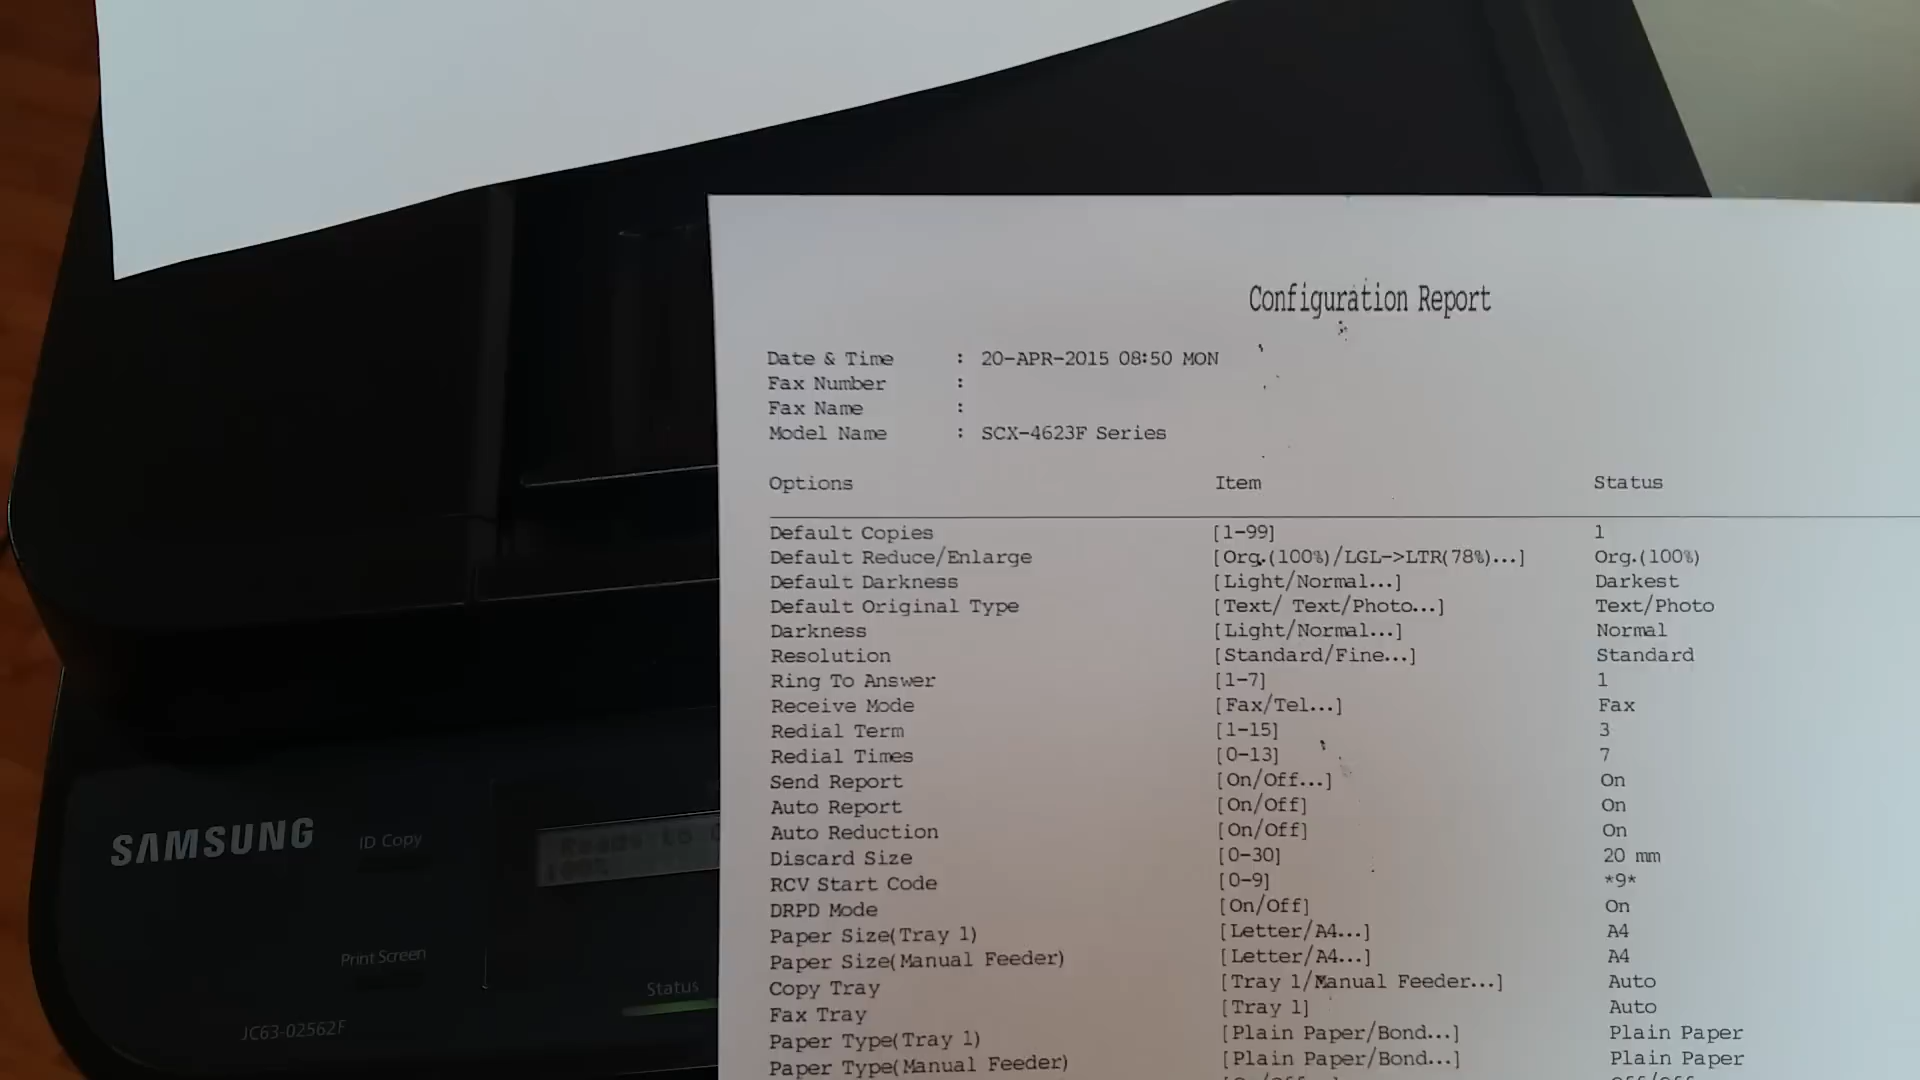 Configuration Report
Date & Time : 20-APR-2015 08:50 MON
Fax Number :
Fax Name :
Model Name : SCX-4623F Series
Options Item Status
Default Copies [1-99] 1
Default Reduce/Enlarge [Org.(100%)/LGL->LTR(78%)...] Org.(100%)
Default Darkness [Light/Normal...] Darkest
Default Original Type [Text/ Text/Photo...] Text/Photo
Darkness [Light/Normal...] Normal
Resolution [Standard/Fine...] Standard
Ring To Answer [1-7] 1
Receive Mode [Fax/Tel...] Fax
Redial Term [1-15] 3
Redial Times [0-13] 7
Send Report [On/Off...] On
Auto Report [On/Off] On
Auto Reduction [On/Off] On
Discard Size [0-30] 20 mm
RCV Start Code [0-9] *9*
DRPD Mode [On/Off] On
Paper Size(Tray 1) [Letter/A4...] A4
Paper Size(Manual Feeder) [Letter/A4...] A4
Copy Tray [Tray 1/Manual Feeder...] Auto
Fax Tray [Tray 1] Auto
Paper Type(Tray 1) [Plain Paper/Bond...] Plain Paper
Paper Type(Manual Feeder) [Plain Paper/Bond...] Plain Paper
SAMSUNG
ID Copy
Ready to
100%
Print Screen
Status
JC63-02562F